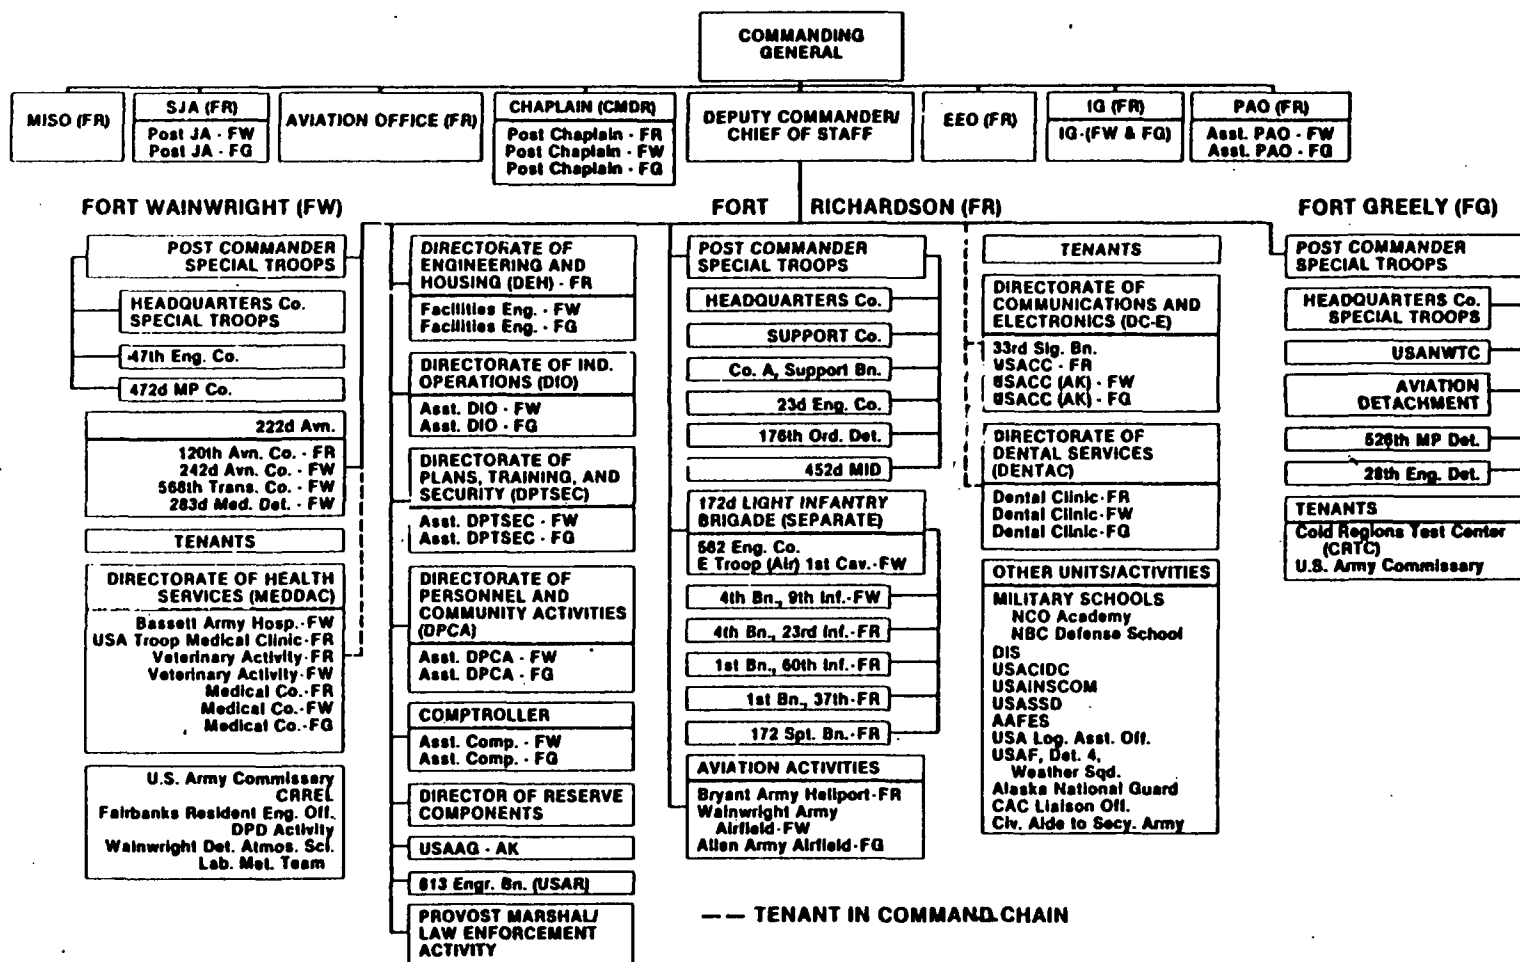 COMMANDING
GENERAL
MISO (FR)
SJA (FR)
Post JA - FW
Post JA - FG
AVIATION OFFICE (FR)
CHAPLAIN (CMDR)
Post Chaplain - FR
Post Chaplain - FW
Post Chaplain - FG
DEPUTY COMMANDER/
CHIEF OF STAFF
EEO (FR)
IG (FR)
IG-(FW & FG)
PAO (FR)
Asst. PAO - FW
Asst. PAO - FG
FORT WAINWRIGHT (FW)
POST COMMANDER
SPECIAL TROOPS
HEADQUARTERS Co.
SPECIAL TROOPS
47th Eng. Co.
472d MP Co.
222d Avn.
120th Avn. Co. - FR
242d Avn. Co. - FW
568th Trans. Co. - FW
283d Med. Det. - FW
TENANTS
DIRECTORATE OF HEALTH
SERVICES (MEDDAC)
Bassett Army Hosp.-FW
USA Troop Medical Clinic-FR
Veterinary Activity-FR
Veterinary Activity-FW
Medical Co.-FR
Medical Co.-FW
Medical Co.-FG
U.S. Army Commissary
CRREL
Fairbanks Resident Eng. Off.
DPD Activity
Wainwright Det. Atmos. Sci.
Lab. Met. Team
FORT RICHARDSON (FR)
DIRECTORATE OF
ENGINEERING AND
HOUSING (DEH) - FR
Facilities Eng. - FW
Facilities Eng. - FG
DIRECTORATE OF IND.
OPERATIONS (DIO)
Asst. DIO - FW
Asst. DIO - FG
DIRECTORATE OF
PLANS, TRAINING, AND
SECURITY (DPTSEC)
Asst. DPTSEC - FW
Asst. DPTSEC - FG
DIRECTORATE OF
PERSONNEL AND
COMMUNITY ACTIVITIES
(DPCA)
Asst. DPCA - FW
Asst. DPCA - FG
COMPTROLLER
Asst. Comp. - FW
Asst. Comp. - FG
DIRECTOR OF RESERVE
COMPONENTS
USAAG - AK
813 Engr. Bn. (USAR)
PROVOST MARSHAL/
LAW ENFORCEMENT
ACTIVITY
POST COMMANDER
SPECIAL TROOPS
HEADQUARTERS Co.
SUPPORT Co.
Co. A, Support Bn.
23d Eng. Co.
176th Ord. Det.
452d MID
172d LIGHT INFANTRY
BRIGADE (SEPARATE)
562 Eng. Co.
E Troop (Air) 1st Cav.-FW
4th Bn., 9th Inf.-FW
4th Bn., 23rd Inf.-FR
1st Bn., 60th Inf.-FR
1st Bn., 37th-FR
172 Spt. Bn.-FR
AVIATION ACTIVITIES
Bryant Army Heliport-FR
Wainwright Army
Airfield-FW
Allen Army Airfield-FG
TENANTS
DIRECTORATE OF
COMMUNICATIONS AND
ELECTRONICS (DC-E)
33rd Sig. Bn.
USACC - FR
USACC (AK) - FW
USACC (AK) - FG
DIRECTORATE OF
DENTAL SERVICES
(DENTAC)
Dental Clinic-FR
Dental Clinic-FW
Dental Clinic-FG
OTHER UNITS/ACTIVITIES
MILITARY SCHOOLS
NCO Academy
NBC Defense School
DIS
USACIDC
USAINSCOM
USASSD
AAFES
USA Log. Asst. Off.
USAF, Det. 4,
Weather Sqd.
Alaska National Guard
CAC Liaison Off.
Civ. Aide to Secy. Army
FORT GREELY (FG)
POST COMMANDER
SPECIAL TROOPS
HEADQUARTERS Co.
SPECIAL TROOPS
USANWTC
AVIATION
DETACHMENT
526th MP Det.
28th Eng. Det.
TENANTS
Cold Regions Test Center
(CRTC)
U.S. Army Commissary
-- TENANT IN COMMAND CHAIN